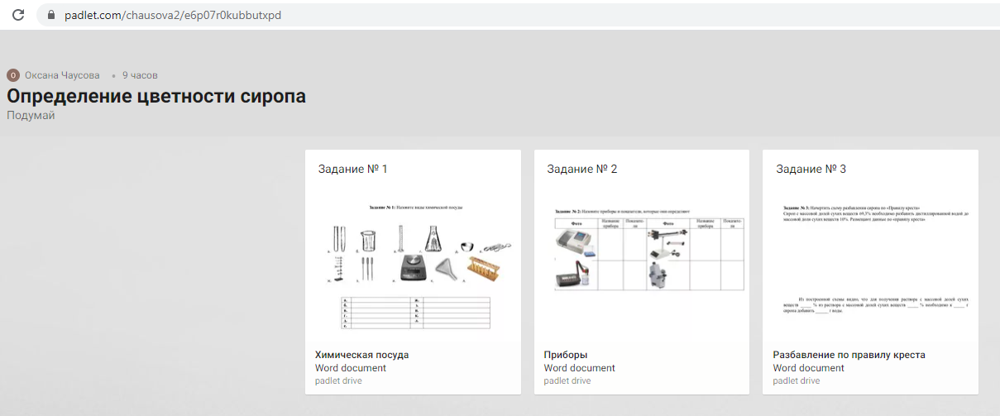 padlet.com/chausova2/e6p07r0kubbutxpd
О Оксана Чаусова • 9 часов
Определение цветности сиропа
Подумай
Задание № 1
Задание № 1: Назовите виды химической посуды
Химическая посуда
Word document
padlet drive
Задание № 2
Задание № 2: Назовите приборы и показатели, которые они определяют
Фото Название прибора Показате-ли Фото Название прибора Показате-ли
Приборы
Word document
padlet drive
Задание № 3
Задание № 3: Начертить схему разбавления сиропа по «Правилу креста»
Сироп с массовой долей сухих веществ 69,3% необходимо разбавить дистиллированной водой до
массовой доли сухих веществ 10%. Размещают данные по «правилу креста»
Из построенной схемы видно, что для получения раствора с массовой долей сухих
веществ _____ % из раствора с массовой долей сухих веществ _____ % необходимо к _____ г
сиропа добавить _____ г воды.
Разбавление по правилу креста
Word document
padlet drive